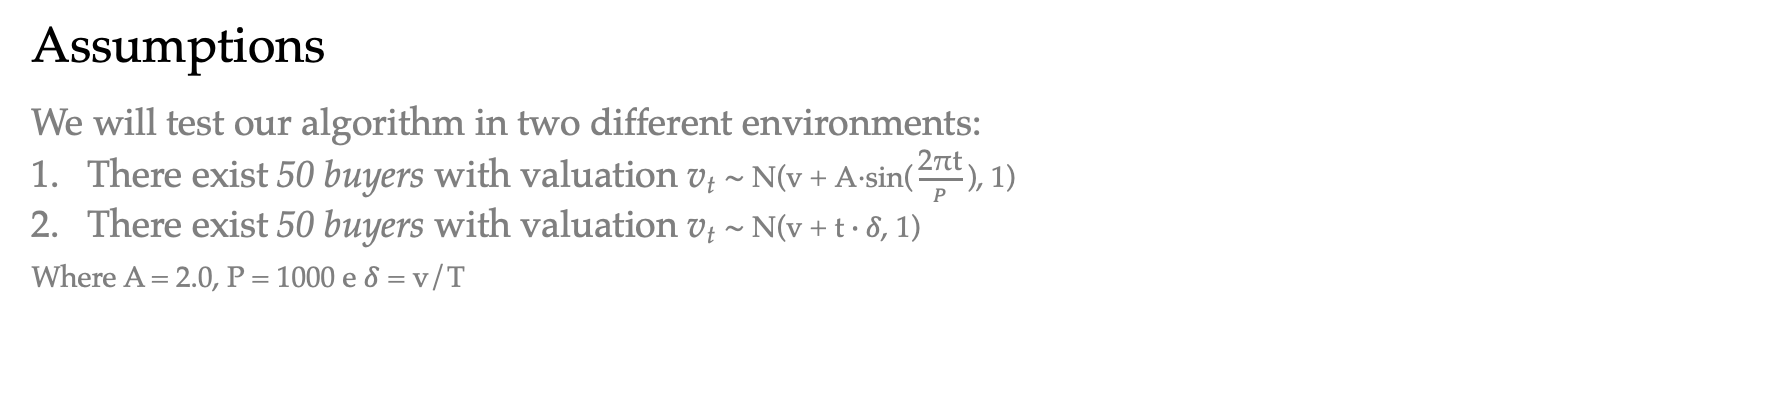 Assumptions
We will test our algorithm in two different environments:
1. There exist 50 buyers with valuation v_t ~ N(v + A·sin(2πt/P), 1)
2. There exist 50 buyers with valuation v_t ~ N(v + t · δ, 1)
Where A = 2.0, P = 1000 e δ = v/T